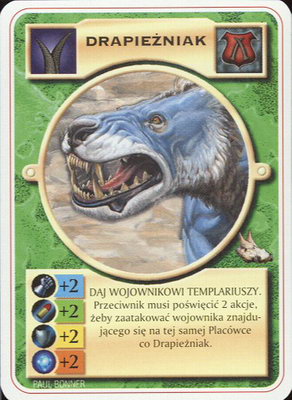 DRAPIEŻNIAK
+2
+2
+2
+2
DAJ WOJOWNIKOWI TEMPLARIUSZY.
Przeciwnik musi poświęcić 2 akcje,
żeby zaatakować wojownika znajdu-
jącego się na tej samej Placówce
co Drapieżniak.
PAUL BONNER